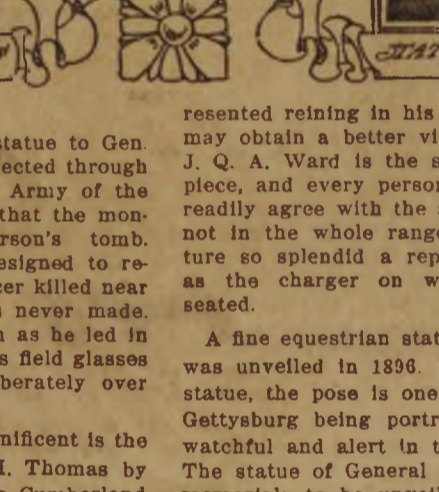 statue to Gen.
ected through
Army of the
that the mon-
rson's tomb.
esigned to re-
cer killed near
s never made.
n as he led in
s field glasses
berately over
nificent is the
I. Thomas by
Cumberland
resented reining in his
may obtain a better vi
J. Q. A. Ward is the s
piece, and every person
readily agree with the
not in the whole range
ture so splendid a rep
as the charger on w
seated.
A fine equestrian stat
was unveiled in 1896.
statue, the pose is one
Gettysburg being portr
watchful and alert in t
The statue of General